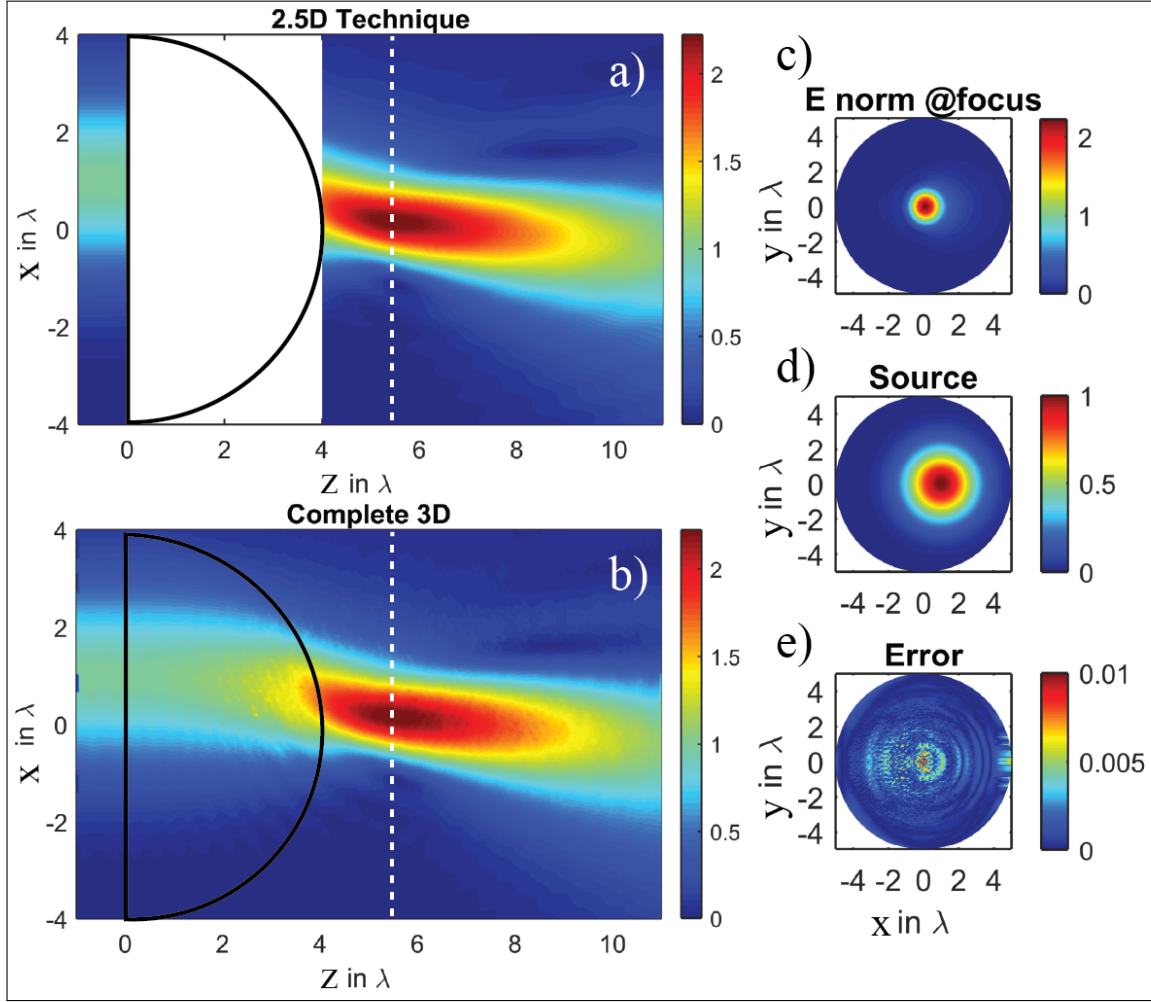 2.5D Technique
a)
4
2
0
-2
-4
x in λ
0
2
4
6
8
10
z in λ
2
1.5
1
0.5
0
Complete 3D
b)
4
2
0
-2
-4
x in λ
0
2
4
6
8
10
z in λ
2
1.5
1
0.5
0
c)
E norm @focus
4
2
0
-2
-4
y in λ
-4 -2 0 2 4
2
1
0
d)
Source
4
2
0
-2
-4
y in λ
-4 -2 0 2 4
1
0.5
0
e)
Error
4
2
0
-2
-4
y in λ
-4 -2 0 2 4
x in λ
0.01
0.005
0